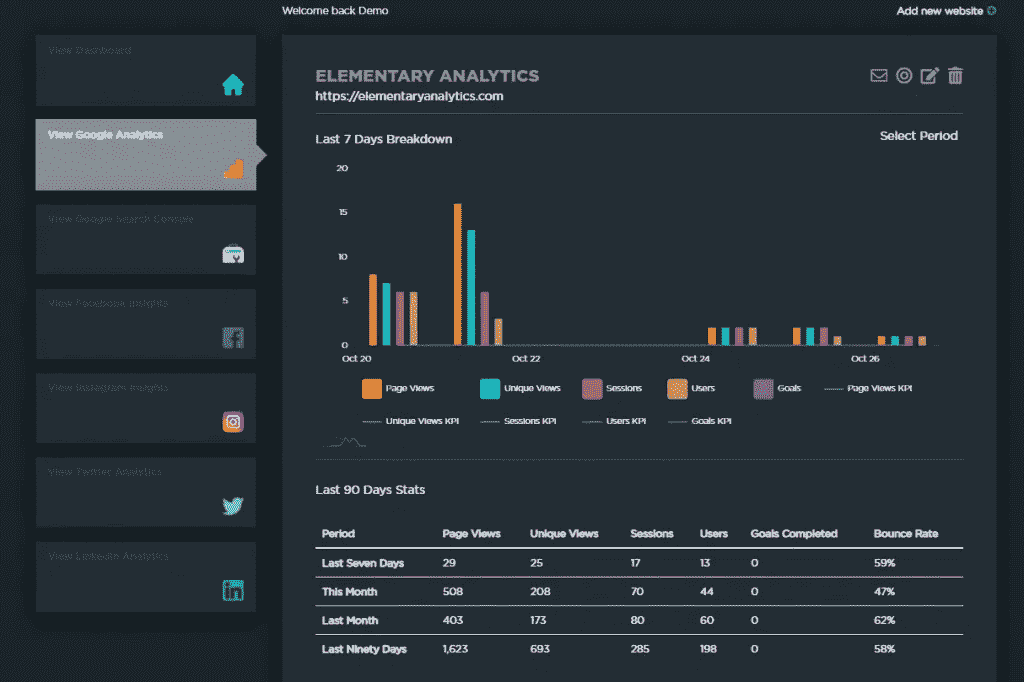 Welcome back Demo
Add new website
View Dashboard
View Google Analytics
View Google Search Console
View Facebook Insights
View Instagram Insights
View Twitter Analytics
View LinkedIn Analytics
ELEMENTARY ANALYTICS
https://elementaryanalytics.com
Last 7 Days Breakdown
Select Period
20
15
10
5
0
Oct 20 Oct 22 Oct 24 Oct 26
Page Views Unique Views Sessions Users Goals Page Views KPI
Unique Views KPI Sessions KPI Users KPI Goals KPI
Last 90 Days Stats
Period Page Views Unique Views Sessions Users Goals Completed Bounce Rate
Last Seven Days 29 25 17 13 0 59%
This Month 508 208 70 44 0 47%
Last Month 403 173 80 60 0 62%
Last Ninety Days 1,623 693 285 198 0 58%